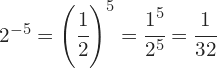 2^{-5} = \left(\frac{1}{2}\right)^5 = \frac{1^5}{2^5} = \frac{1}{32}